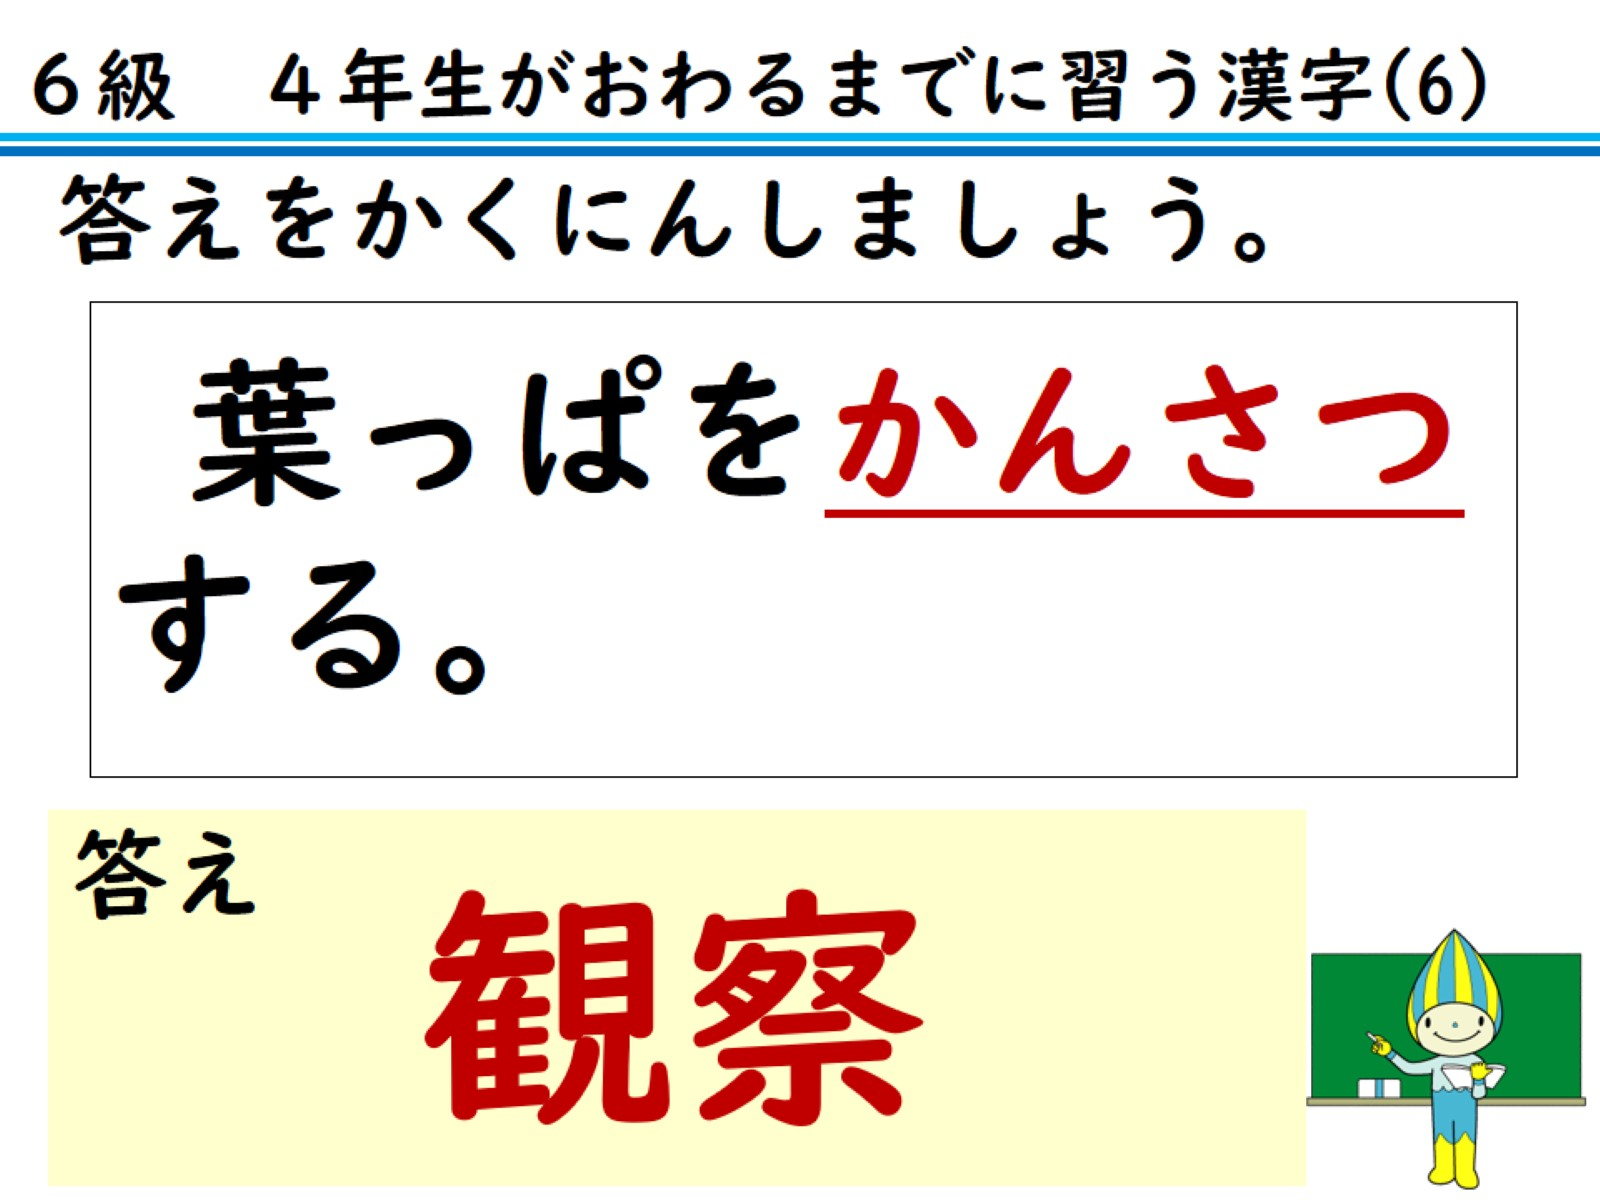 ６級　４年生がおわるまでに習う漢字(6)
答えをかくにんしましょう。
葉っぱをかんさつ
する。
答え
観察